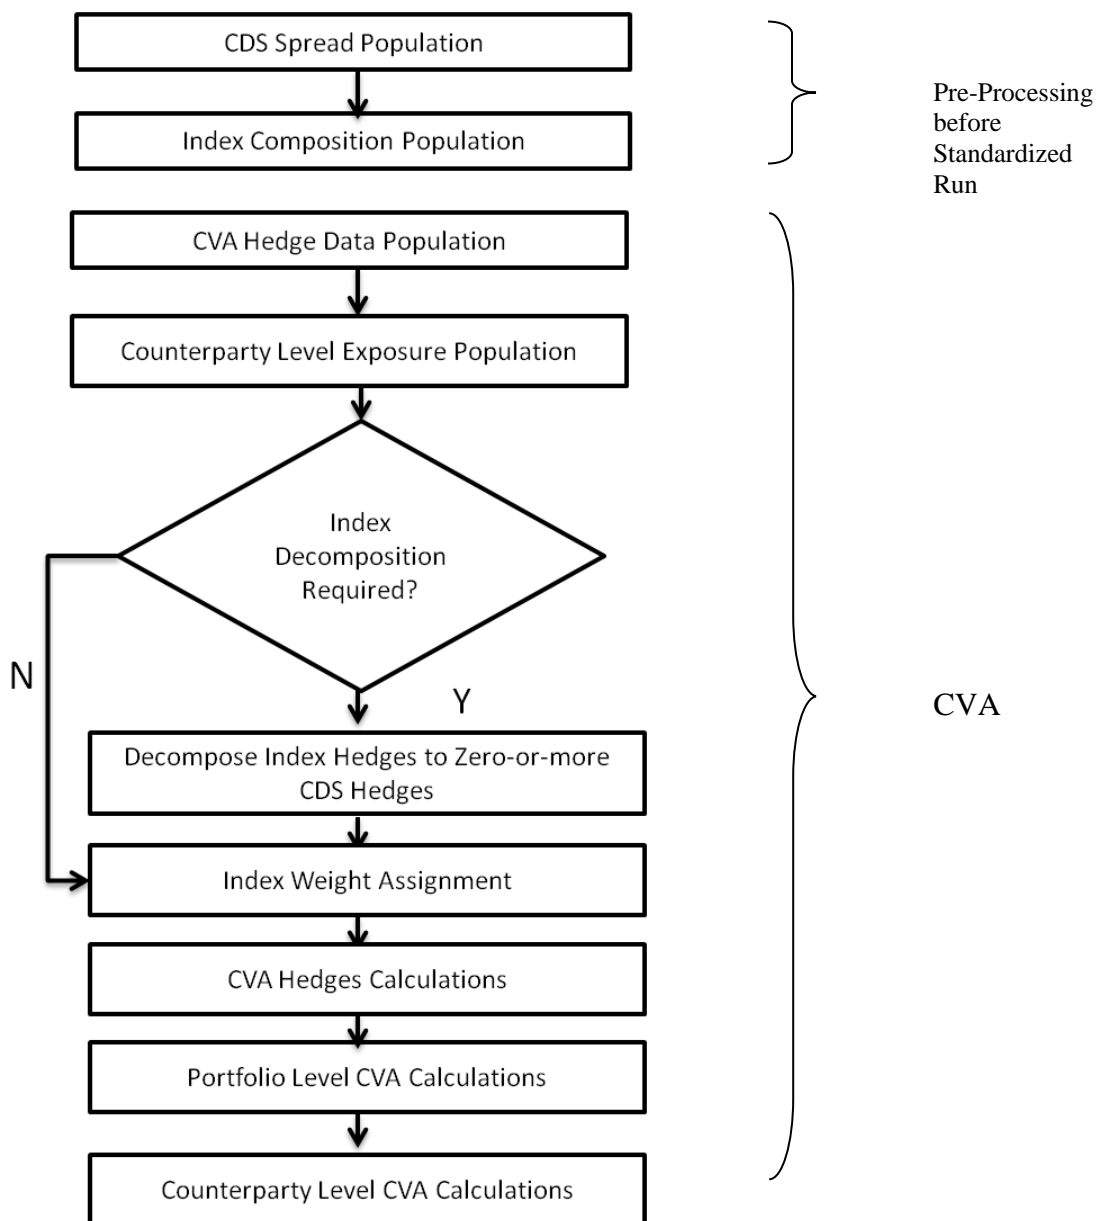 CDS Spread Population
Index Composition Population
Pre-Processing
before
Standardized
Run
CVA Hedge Data Population
Counterparty Level Exposure Population
Index
Decomposition
Required?
N
Y
CVA
Decompose Index Hedges to Zero-or-more
CDS Hedges
Index Weight Assignment
CVA Hedges Calculations
Portfolio Level CVA Calculations
Counterparty Level CVA Calculations